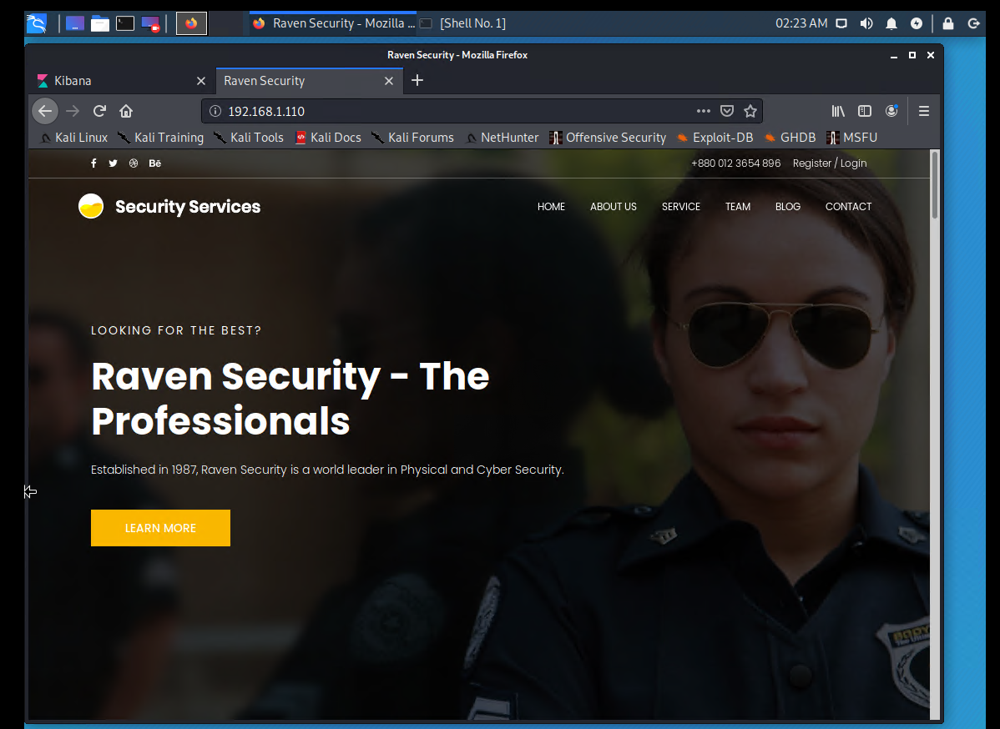 Raven Security - Mozilla ...
[Shell No. 1]
02:23 AM
Raven Security - Mozilla Firefox
Kibana
Raven Security
192.168.1.110
Kali Linux
Kali Training
Kali Tools
Kali Docs
Kali Forums
NetHunter
Offensive Security
Exploit-DB
GHDB
MSFU
Bē
+880 012 3654 896
Register / Login
Security Services
HOME
ABOUT US
SERVICE
TEAM
BLOG
CONTACT
LOOKING FOR THE BEST?
Raven Security - The
Professionals
Established in 1987, Raven Security is a world leader in Physical and Cyber Security.
LEARN MORE